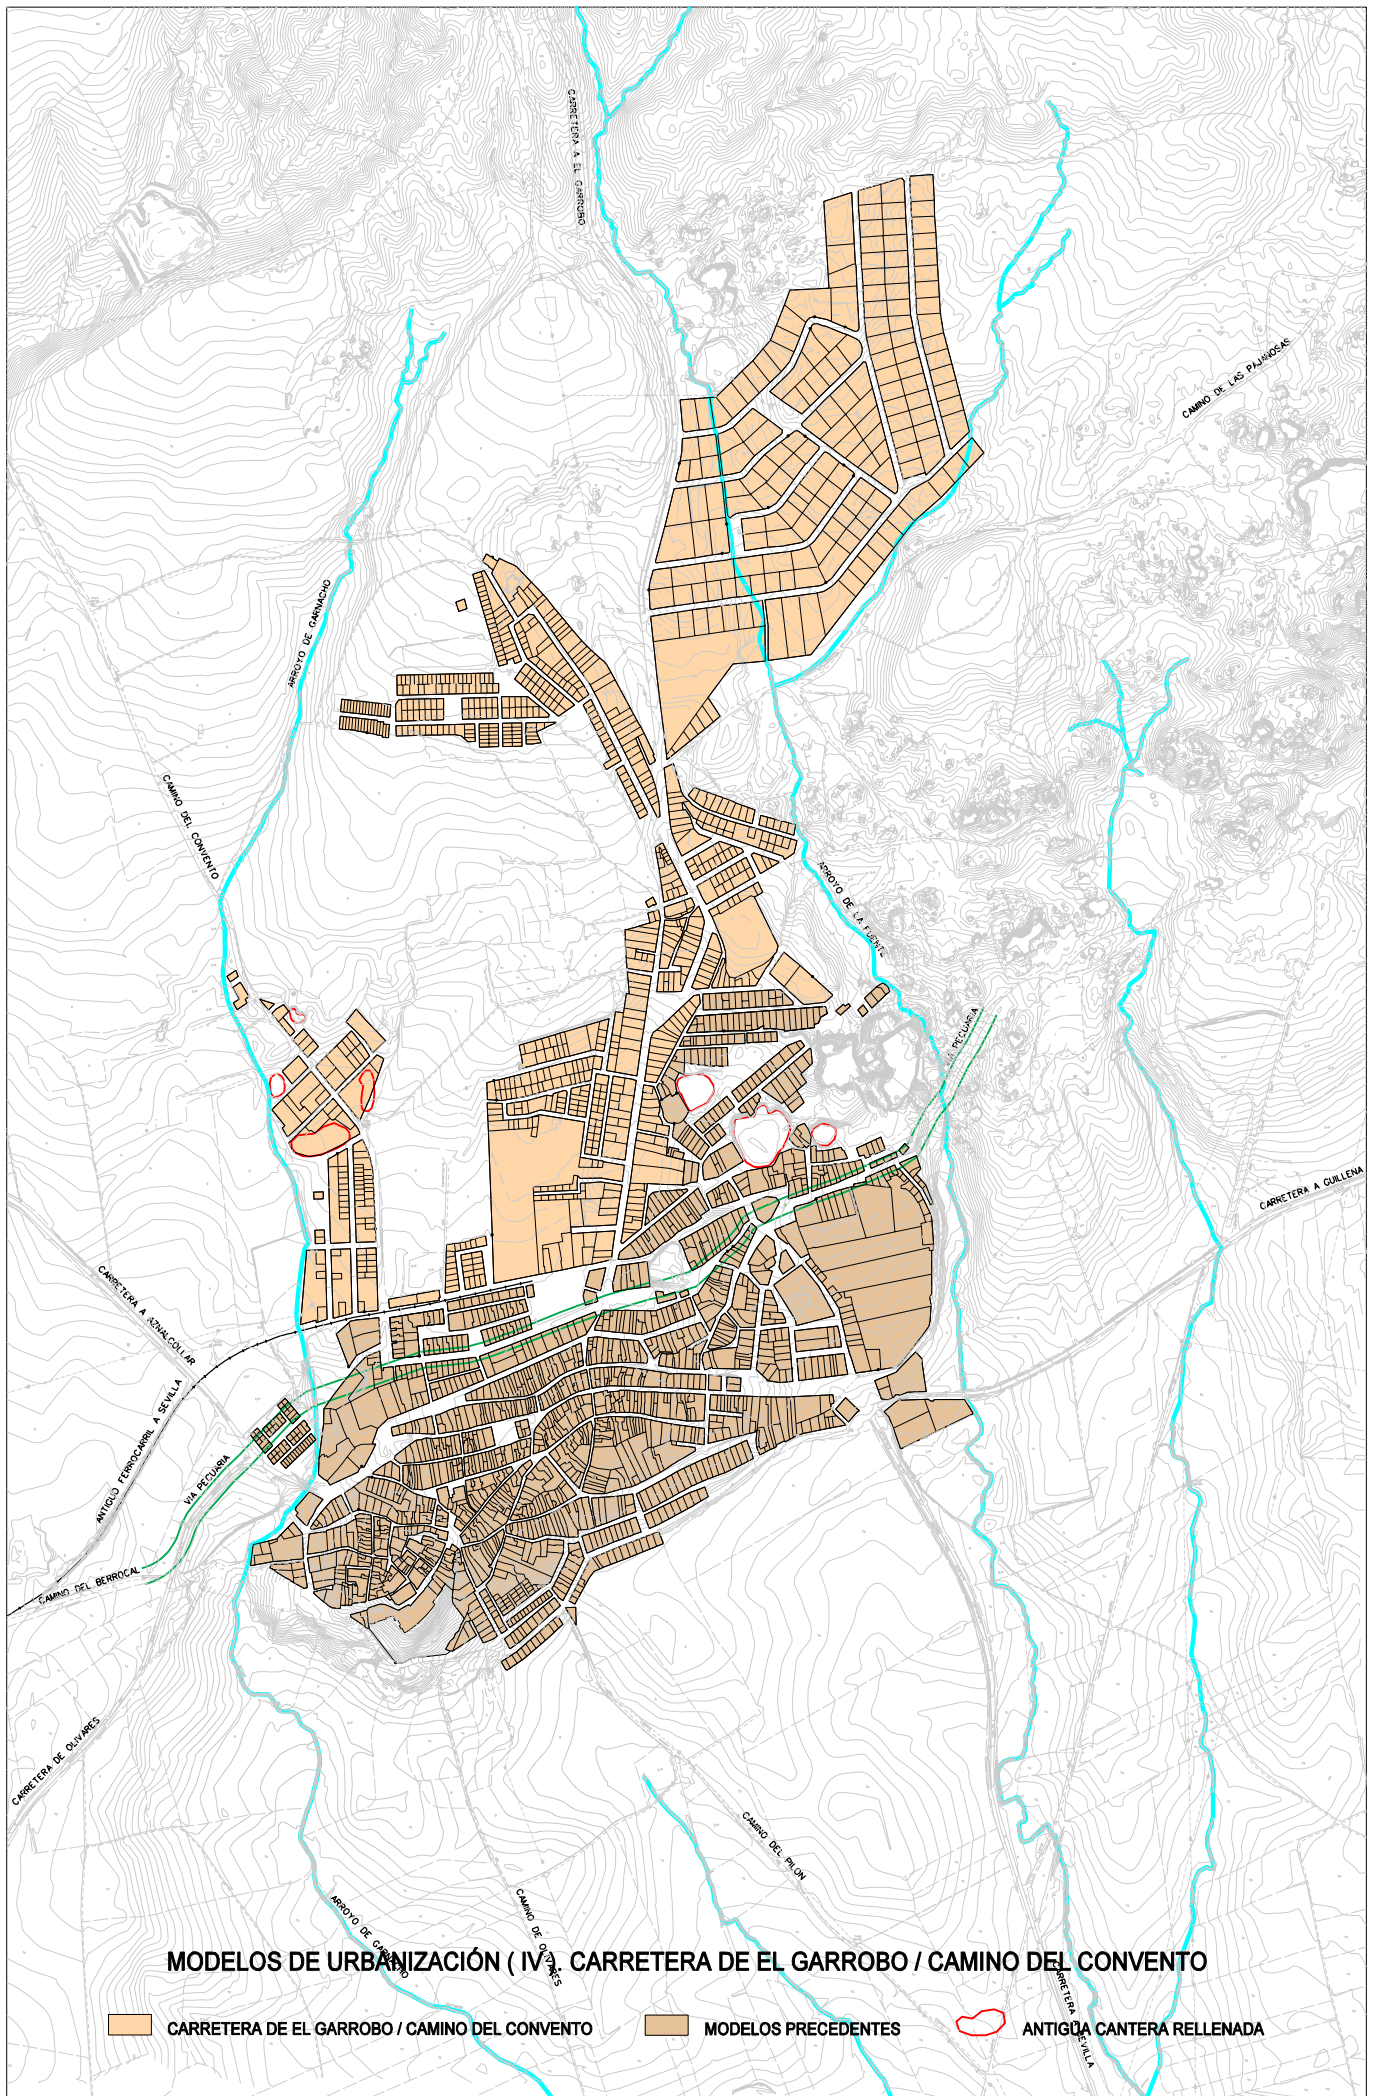 CARRETERA A EL GARROBO
CAMINO DE LAS PAJANOSAS
ARROYO DE GARNACHO
CAMINO DEL CONVENTO
ARROYO DE LA FUENTE
VIA PECUARIA
CARRETERA A GUILLENA
CARRETERA A AZNALCOLLAR
ANTIGUO FERROCARRIL A SEVILLA
VIA PECUARIA
CAMINO DEL BERROCAL
CARRETERA DE OLIVARES
CAMINO DEL PILON
ARROYO DE GARNACHO
CAMINO DE OLIVARES
CARRETERA A SEVILLA
MODELOS DE URBANIZACIÓN ( IV ). CARRETERA DE EL GARROBO / CAMINO DEL CONVENTO
CARRETERA DE EL GARROBO / CAMINO DEL CONVENTO
MODELOS PRECEDENTES
ANTIGUA CANTERA RELLENADA